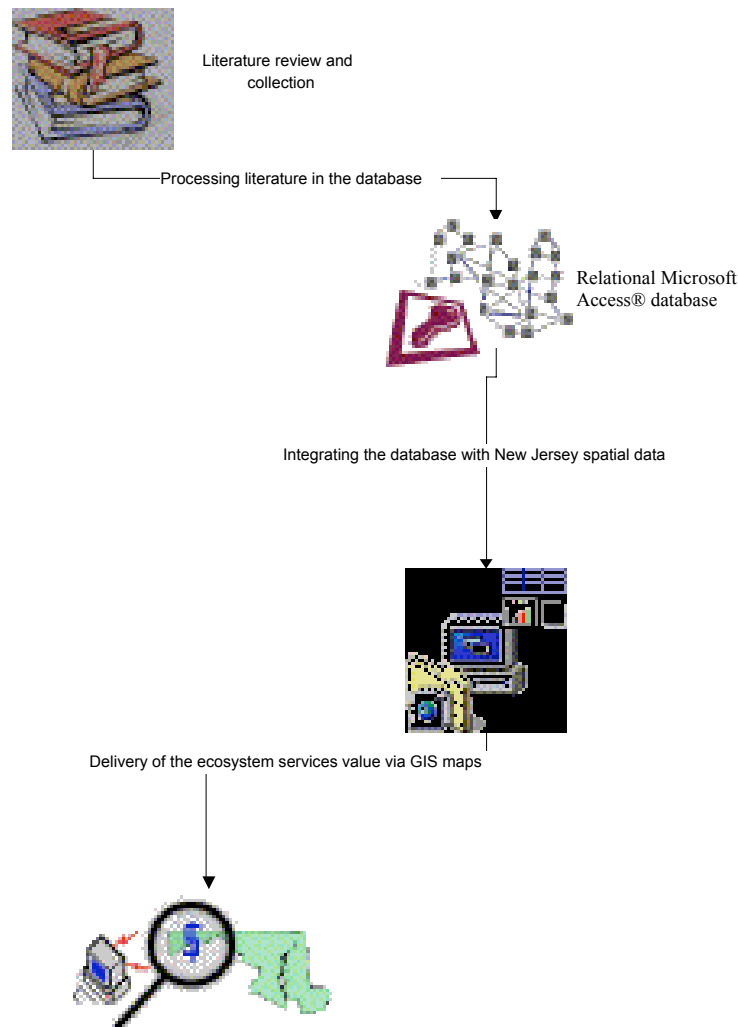 Literature review and
collection
Processing literature in the database
Relational Microsoft
Access® database
Integrating the database with New Jersey spatial data
Delivery of the ecosystem services value via GIS maps
$